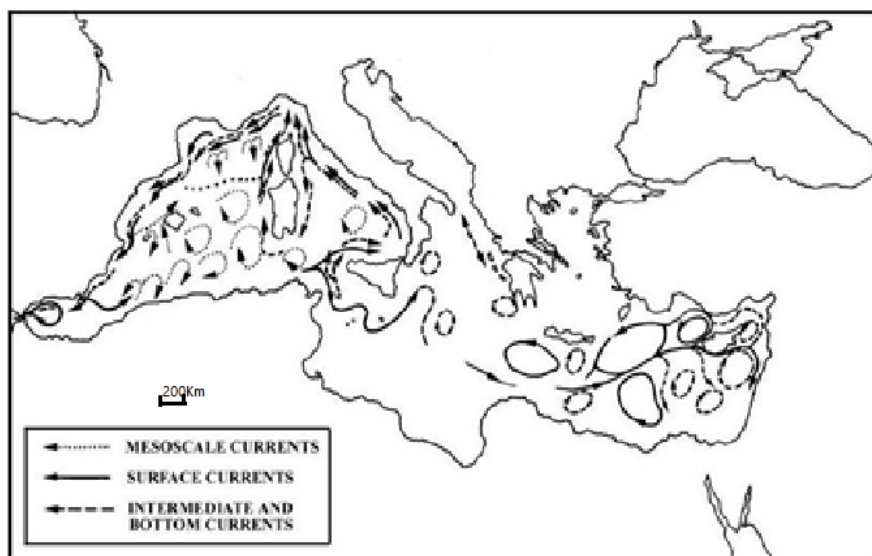 200Km
MESOSCALE CURRENTS
SURFACE CURRENTS
INTERMEDIATE AND
BOTTOM CURRENTS